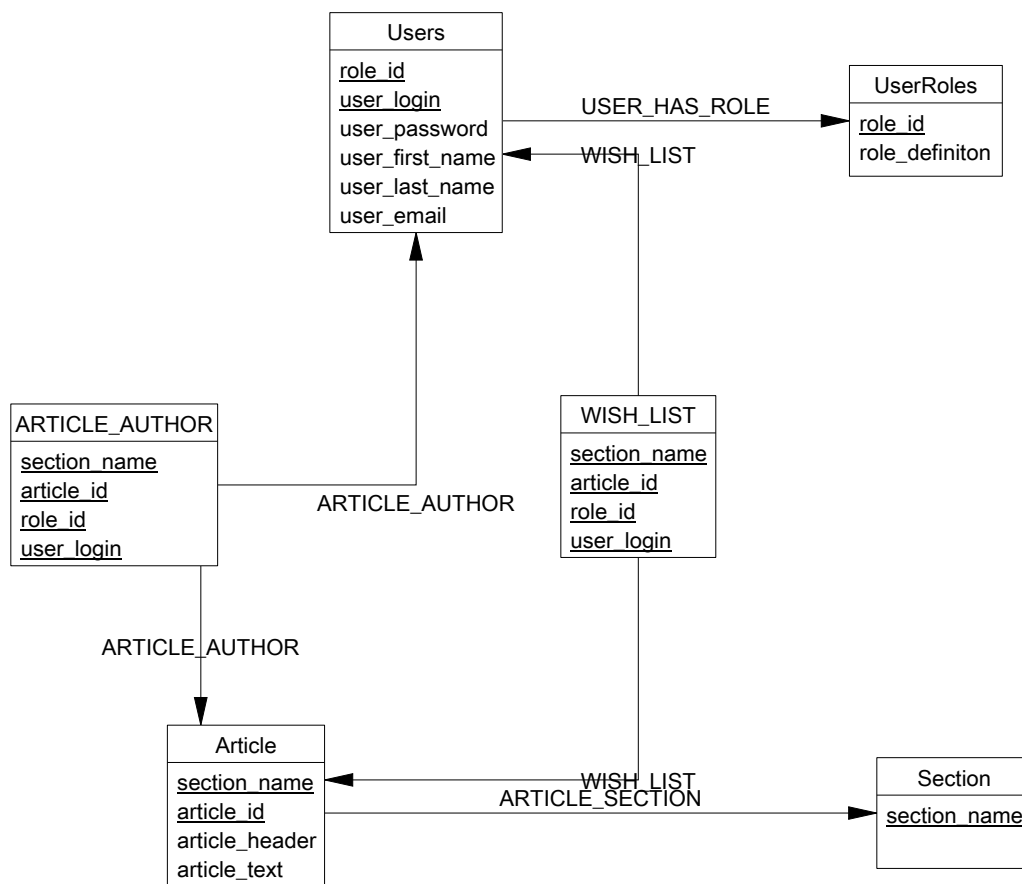 Users
role_id
user_login
user_password
user_first_name
user_last_name
user_email
USER_HAS_ROLE
WISH_LIST
UserRoles
role_id
role_definiton
ARTICLE_AUTHOR
section_name
article_id
role_id
user_login
ARTICLE_AUTHOR
WISH_LIST
section_name
article_id
role_id
user_login
ARTICLE_AUTHOR
Article
section_name
article_id
article_header
article_text
WISH_LIST
ARTICLE_SECTION
Section
section_name